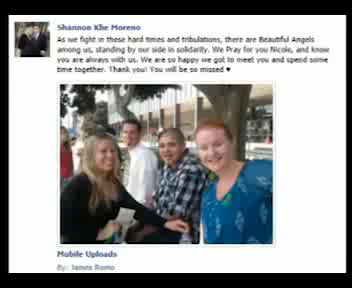 Shannon Klie Moreno
As we fight in these hard times and tribulations, there are Beautiful Angels
among us, standing by our side in solidarity. We Pray for you Nicole, and know
you are always with us. We are so happy we got to meet you and spend some
time together. Thank you! You will be so missed ♥
Mobile Uploads
By: James Romo